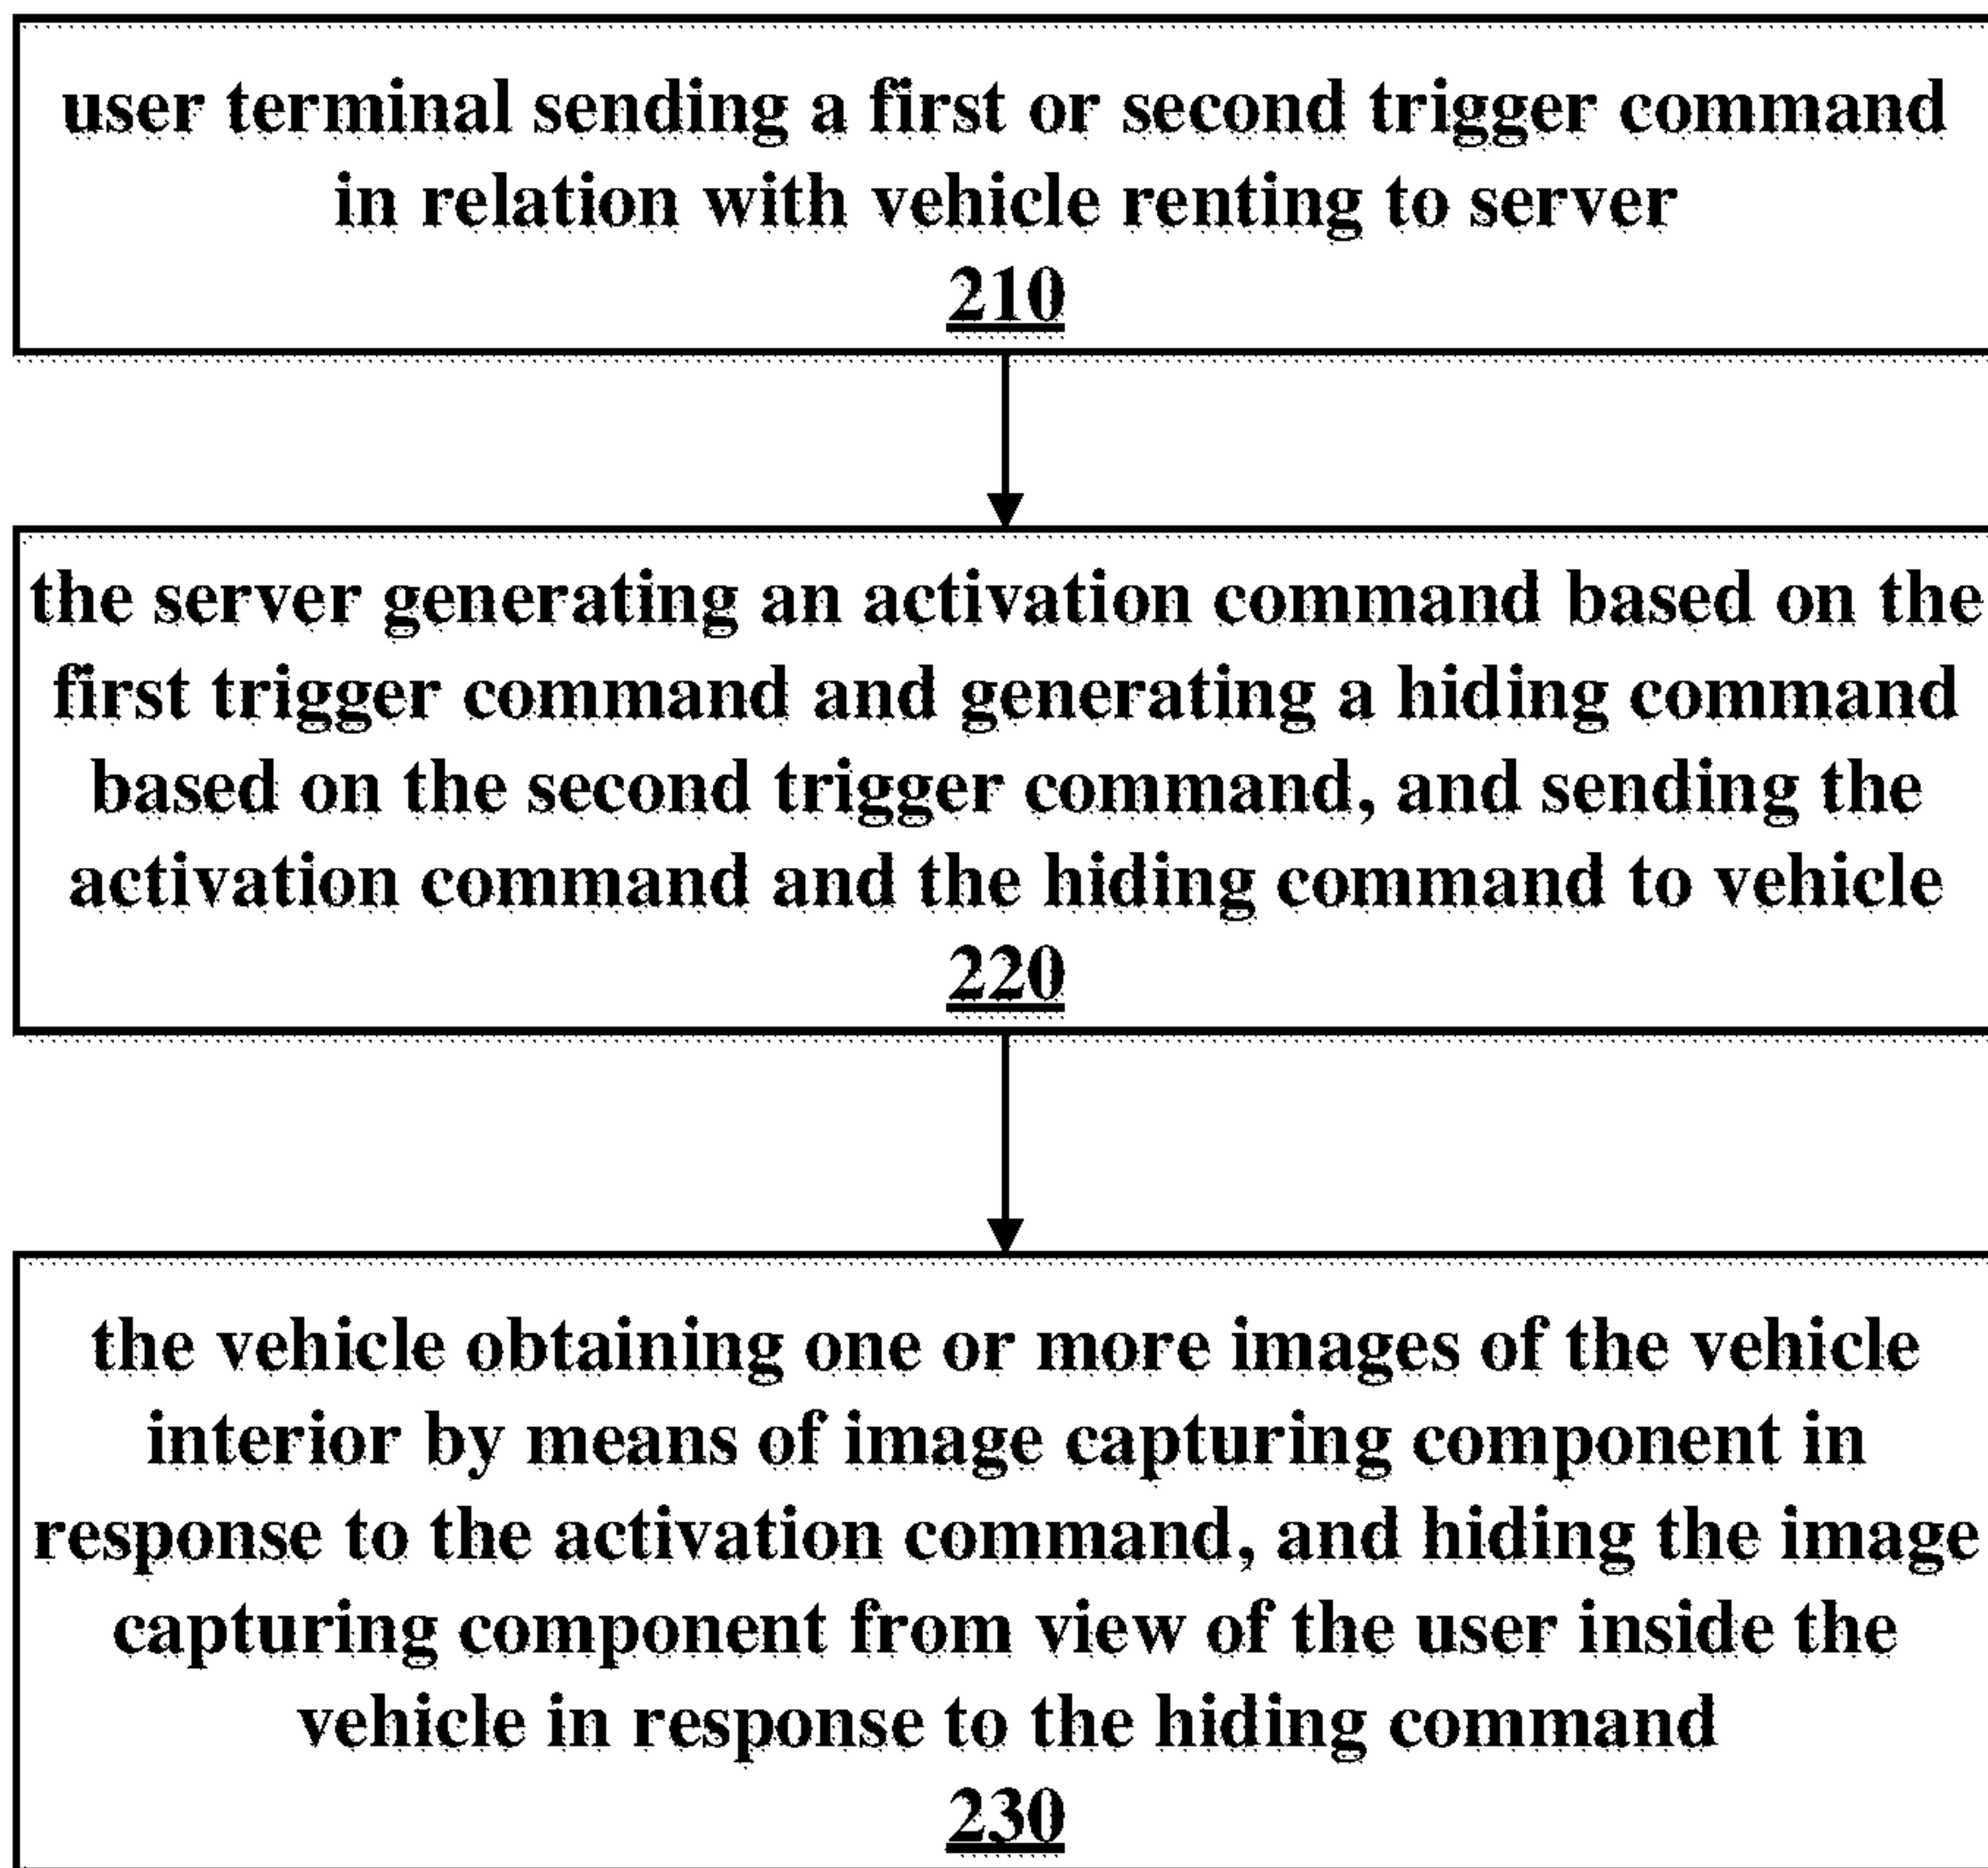 user terminal sending a first or second trigger command
in relation with vehicle renting to server
210
the server generating an activation command based on the
first trigger command and generating a hiding command
based on the second trigger command, and sending the
activation command and the hiding command to vehicle
220
the vehicle obtaining one or more images of the vehicle
interior by means of image capturing component in
response to the activation command, and hiding the image
capturing component from view of the user inside the
vehicle in response to the hiding command
230